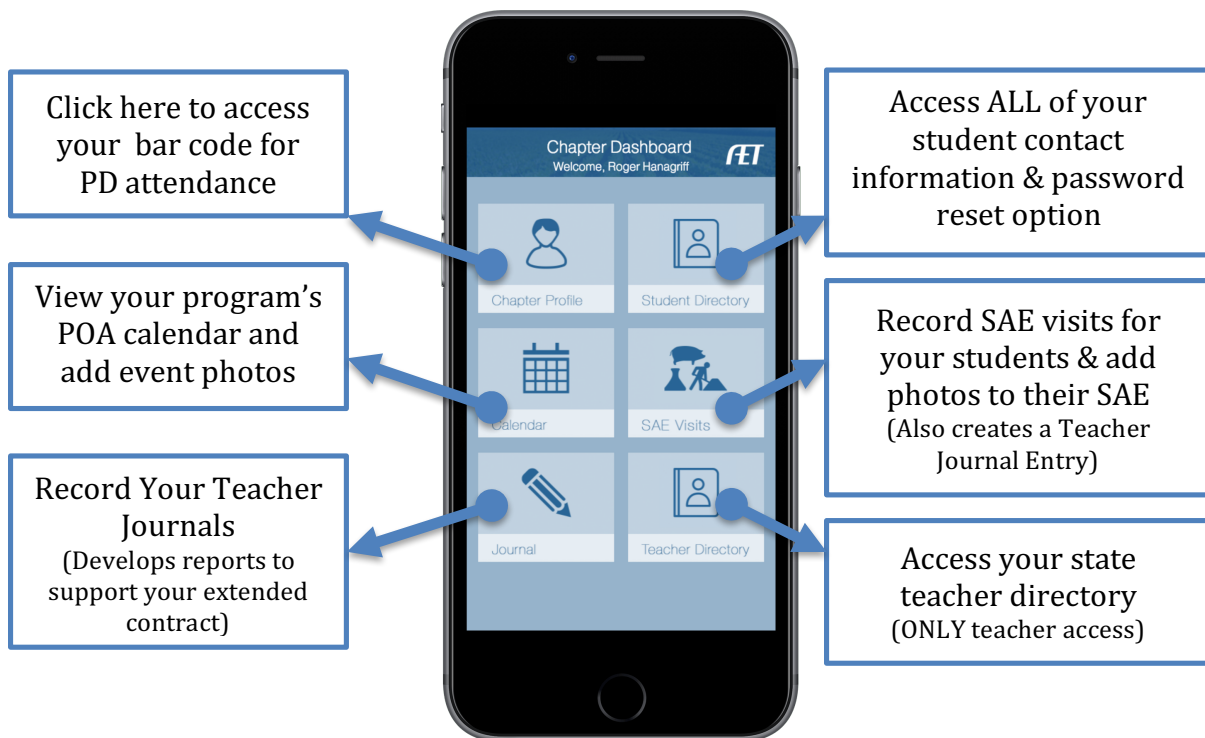 Click here to access
your bar code for
PD attendance
View your program's
POA calendar and
add event photos
Record Your Teacher
Journals
(Develops reports to
support your extended
contract)
Chapter Dashboard
Welcome, Roger Hanagriff
ÆT
Chapter Profile
Student Directory
Calendar
SAE Visits
Journal
Teacher Directory
Access ALL of your
student contact
information & password
reset option
Record SAE visits for
your students & add
photos to their SAE
(Also creates a Teacher
Journal Entry)
Access your state
teacher directory
(ONLY teacher access)